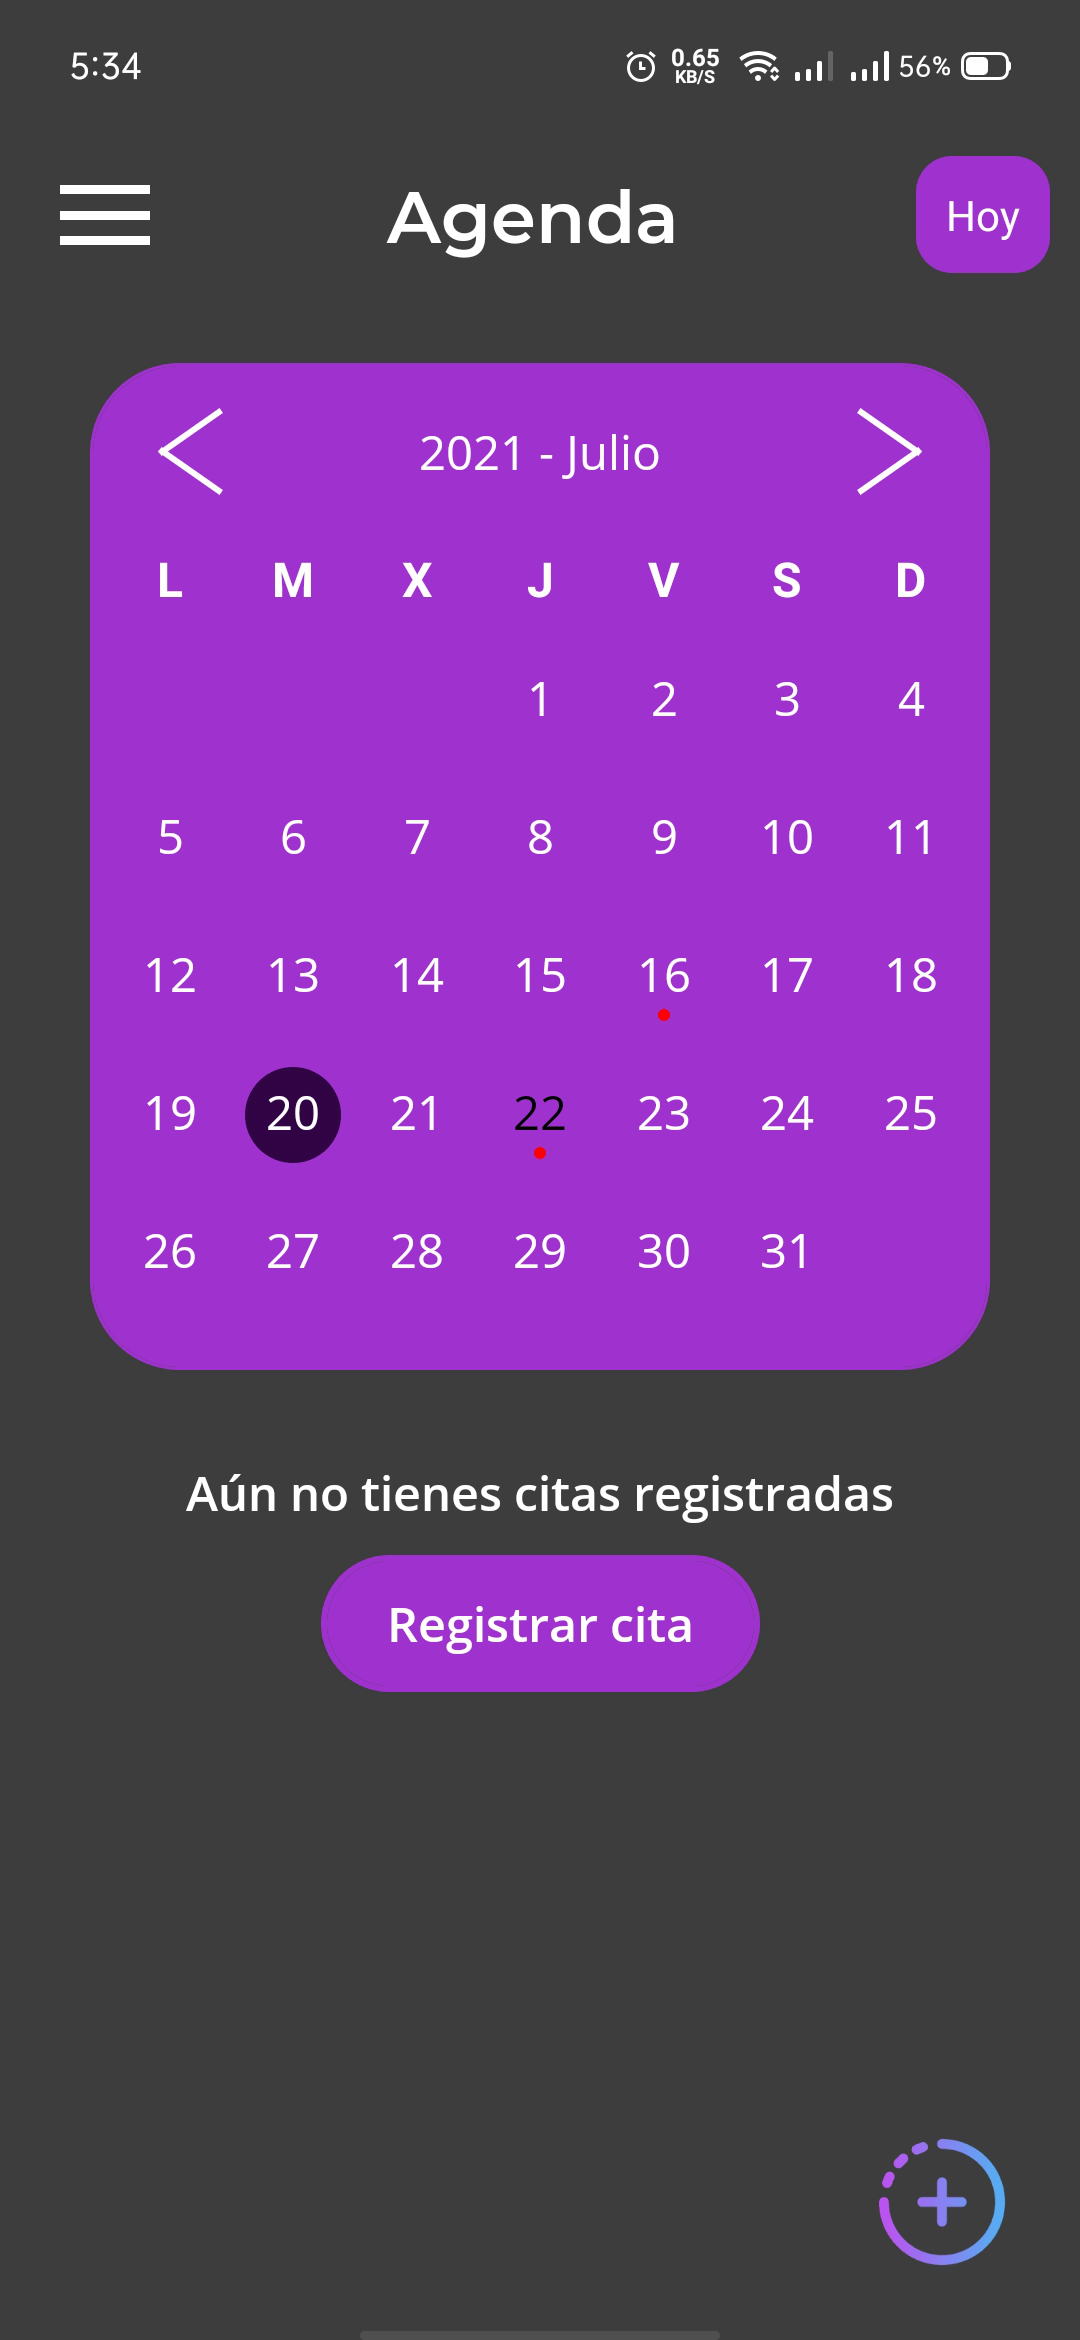 5:34
0.65
KB/S
56%
Agenda
Hoy
2021 - Julio
L M X J V S D
1 2 3 4
5 6 7 8 9 10 11
12 13 14 15 16 17 18
19 20 21 22 23 24 25
26 27 28 29 30 31
Aún no tienes citas registradas
Registrar cita